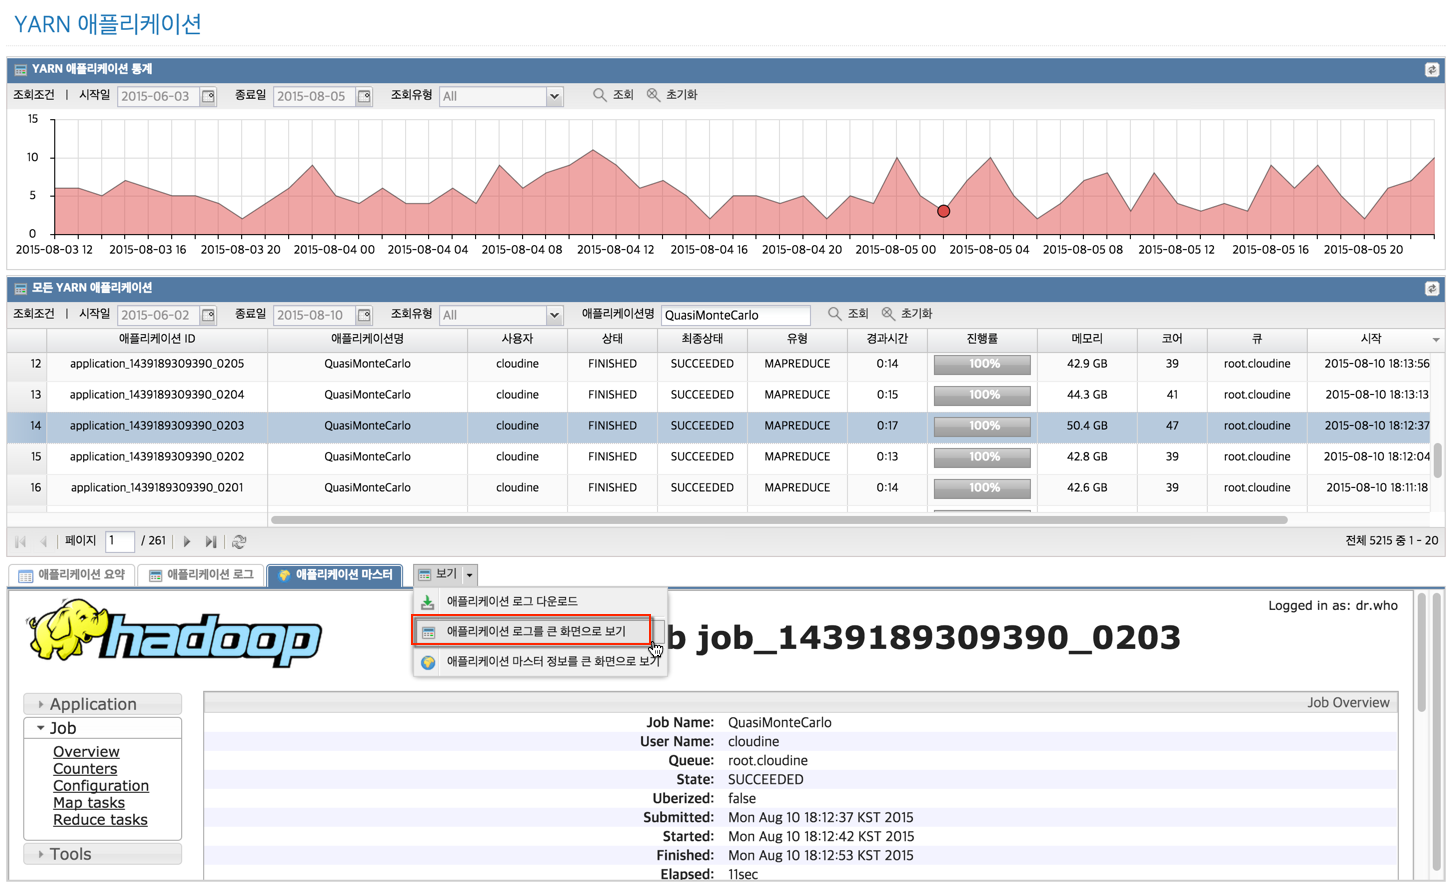 YARN 애플리케이션
YARN 애플리케이션 통계
조회조건 | 시작일 2015-06-03 종료일 2015-08-05 조회유형 All 조회 초기화
15
10
5
0
2015-08-03 12 2015-08-03 16 2015-08-03 20 2015-08-04 00 2015-08-04 04 2015-08-04 08 2015-08-04 12 2015-08-04 16 2015-08-04 20 2015-08-05 00 2015-08-05 04 2015-08-05 08 2015-08-05 12 2015-08-05 16 2015-08-05 20
모든 YARN 애플리케이션
조회조건 | 시작일 2015-06-02 종료일 2015-08-10 조회유형 All 애플리케이션명 QuasiMonteCarlo 조회 초기화
애플리케이션 ID 애플리케이션명 사용자 상태 최종상태 유형 경과시간 진행률 메모리 코어 큐 시작
12 application_1439189309390_0205 QuasiMonteCarlo cloudine FINISHED SUCCEEDED MAPREDUCE 0:14 100% 42.9 GB 39 root.cloudine 2015-08-10 18:13:56
13 application_1439189309390_0204 QuasiMonteCarlo cloudine FINISHED SUCCEEDED MAPREDUCE 0:15 100% 44.3 GB 41 root.cloudine 2015-08-10 18:13:13
14 application_1439189309390_0203 QuasiMonteCarlo cloudine FINISHED SUCCEEDED MAPREDUCE 0:17 100% 50.4 GB 47 root.cloudine 2015-08-10 18:12:37
15 application_1439189309390_0202 QuasiMonteCarlo cloudine FINISHED SUCCEEDED MAPREDUCE 0:13 100% 42.8 GB 39 root.cloudine 2015-08-10 18:12:04
16 application_1439189309390_0201 QuasiMonteCarlo cloudine FINISHED SUCCEEDED MAPREDUCE 0:14 100% 42.6 GB 39 root.cloudine 2015-08-10 18:11:18
페이지 1 / 261 전체 5215 중 1 - 20
애플리케이션 요약 애플리케이션 로그 애플리케이션 마스터 보기
애플리케이션 로그 다운로드
애플리케이션 로그를 큰 화면으로 보기
애플리케이션 마스터 정보를 큰 화면으로 보기
Logged in as: dr.who
hadoop
b job_1439189309390_0203
Application
Job
Overview
Counters
Configuration
Map tasks
Reduce tasks
Tools
Job Overview
Job Name: QuasiMonteCarlo
User Name: cloudine
Queue: root.cloudine
State: SUCCEEDED
Uberized: false
Submitted: Mon Aug 10 18:12:37 KST 2015
Started: Mon Aug 10 18:12:42 KST 2015
Finished: Mon Aug 10 18:12:53 KST 2015
Elapsed: 11sec